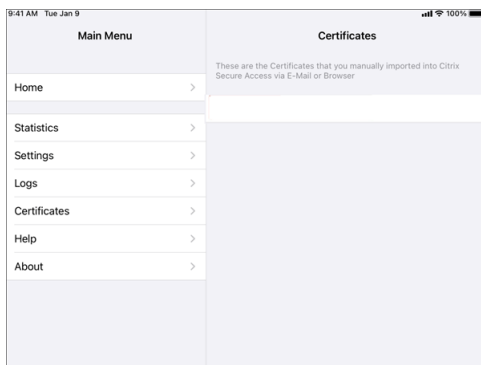 9:41 AM Tue Jan 9
100%
Main Menu
Home
Statistics
Settings
Logs
Certificates
Help
About
Certificates
These are the Certificates that you manually imported into Citrix
Secure Access via E-Mail or Browser